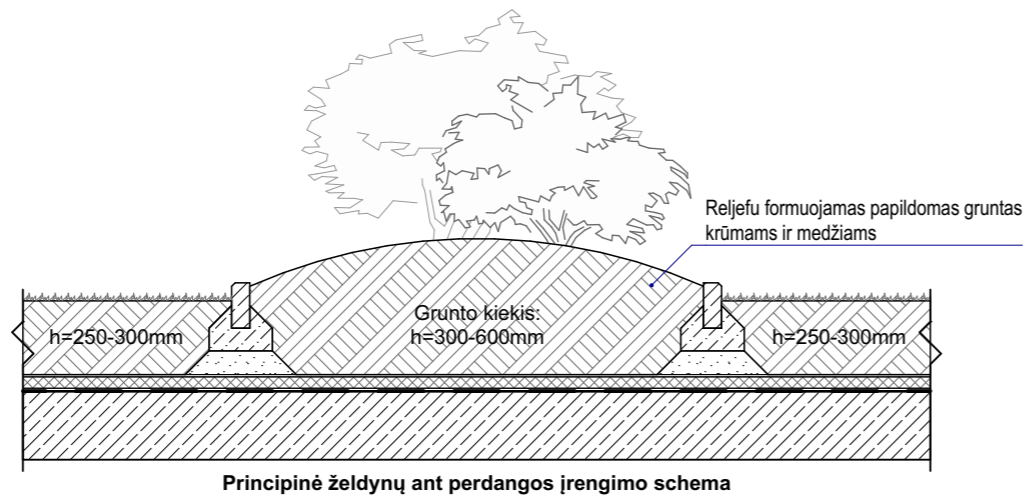 Reljefu formuojamas papildomas gruntas
krūmams ir medžiams
Grunto kiekis:
h=300-600mm
h=250-300mm
h=250-300mm
Principinė želdynų ant perdangos įrengimo schema